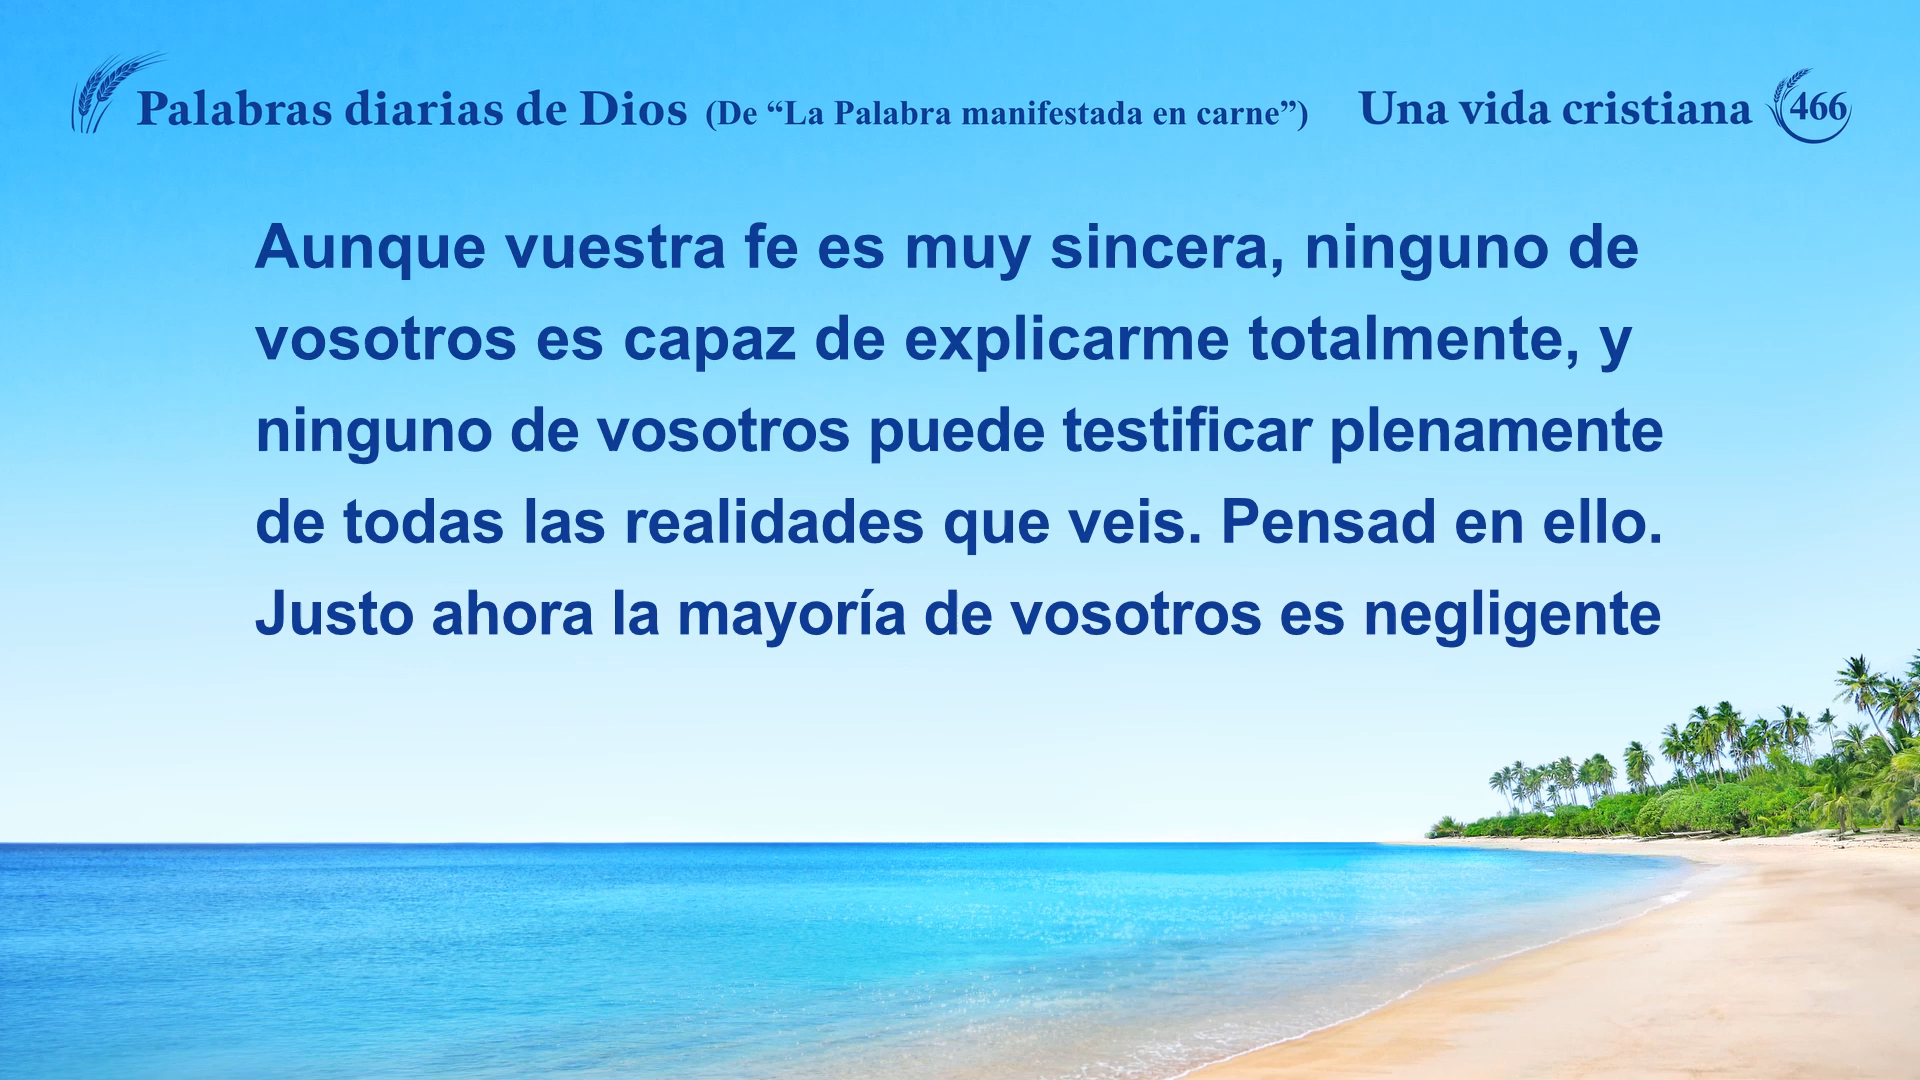 Palabras diarias de Dios (De “La Palabra manifestada en carne”) Una vida cristiana 466
Aunque vuestra fe es muy sincera, ninguno de
vosotros es capaz de explicarme totalmente, y
ninguno de vosotros puede testificar plenamente
de todas las realidades que veis. Pensad en ello.
Justo ahora la mayoría de vosotros es negligente